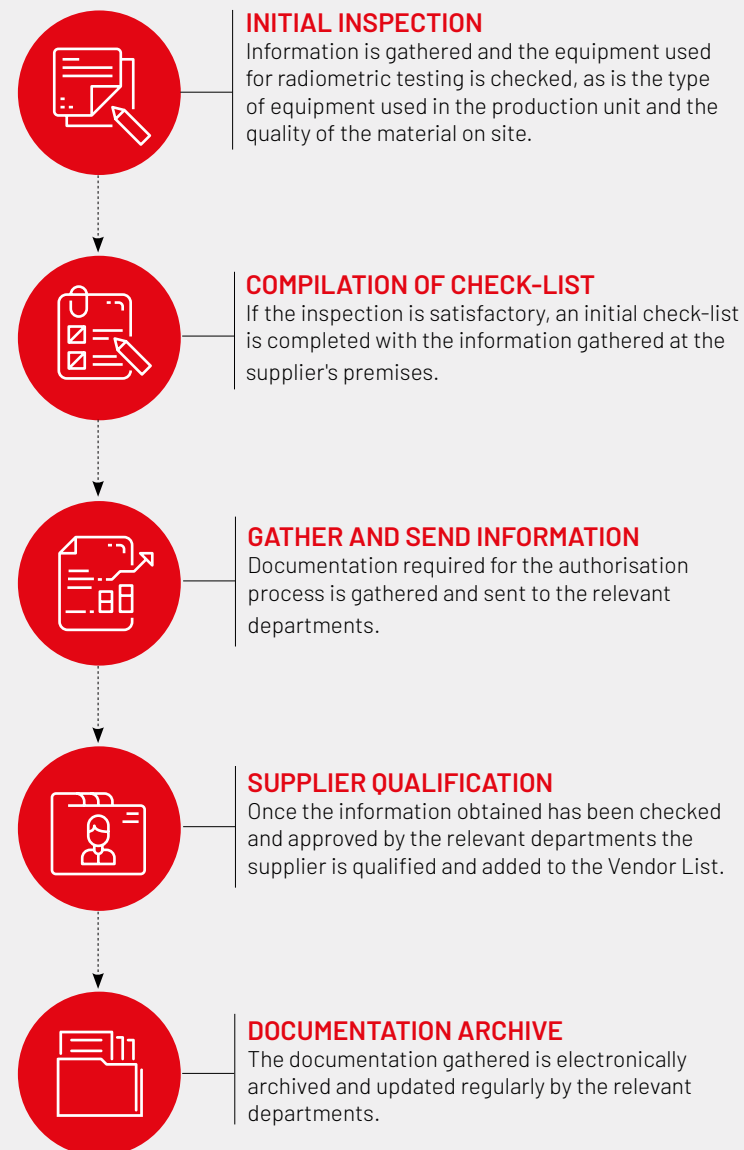 INITIAL INSPECTION
Information is gathered and the equipment used
for radiometric testing is checked, as is the type
of equipment used in the production unit and the
quality of the material on site.
COMPILATION OF CHECK-LIST
If the inspection is satisfactory, an initial check-list
is completed with the information gathered at the
supplier's premises.
GATHER AND SEND INFORMATION
Documentation required for the authorisation
process is gathered and sent to the relevant
departments.
SUPPLIER QUALIFICATION
Once the information obtained has been checked
and approved by the relevant departments the
supplier is qualified and added to the Vendor List.
DOCUMENTATION ARCHIVE
The documentation gathered is electronically
archived and updated regularly by the relevant
departments.